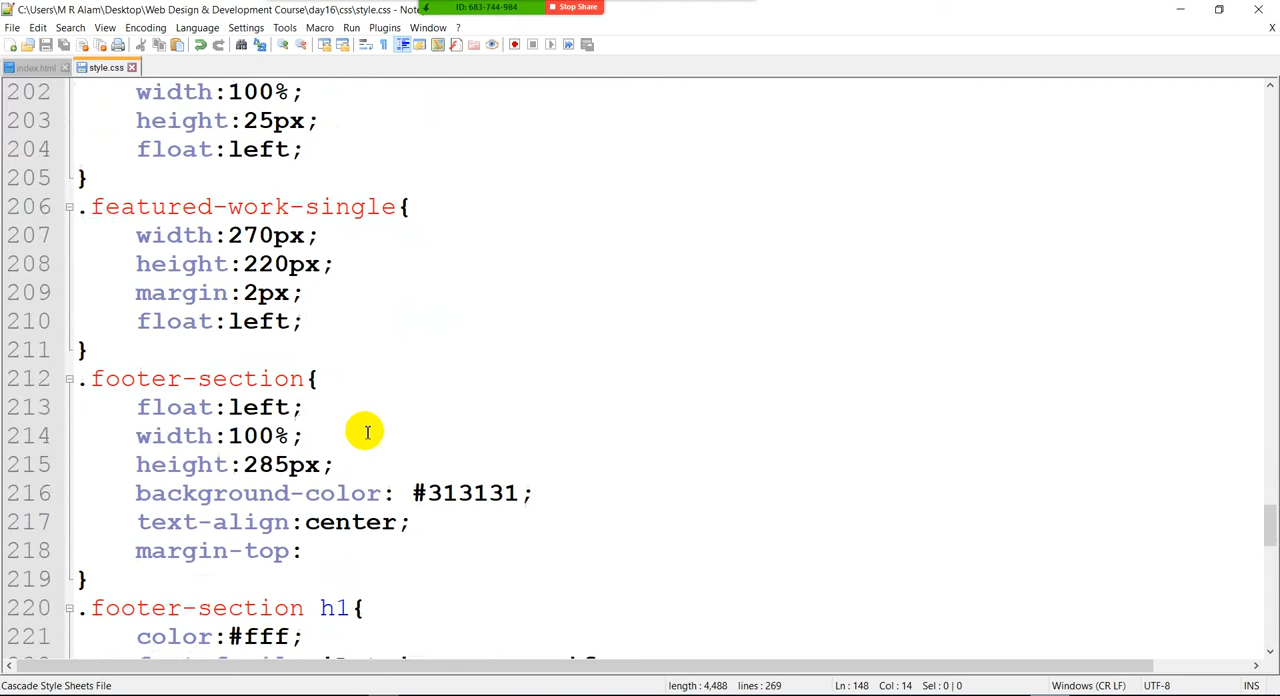 C:\Users\M R Alam\Desktop\Web Design & Development Course\day16\css\style.css - Note
ID: 683-744-984
Stop Share
File Edit Search View Encoding Language Settings Tools Macro Run Plugins Window ?
X
index.html style.css
202 width:100%;
203 height:25px;
204 float:left;
205 }
206 .featured-work-single{
207 width:270px;
208 height:220px;
209 margin:2px;
210 float:left;
211 }
212 .footer-section{
213 float:left;
214 width:100%;
215 height:285px;
216 background-color: #313131;
217 text-align:center;
218 margin-top:
219 }
220 .footer-section h1{
221 color:#fff;
Cascade Style Sheets File length : 4,488 lines : 269 Ln : 148 Col : 14 Sel : 0 | 0 Windows (CR LF) UTF-8 INS